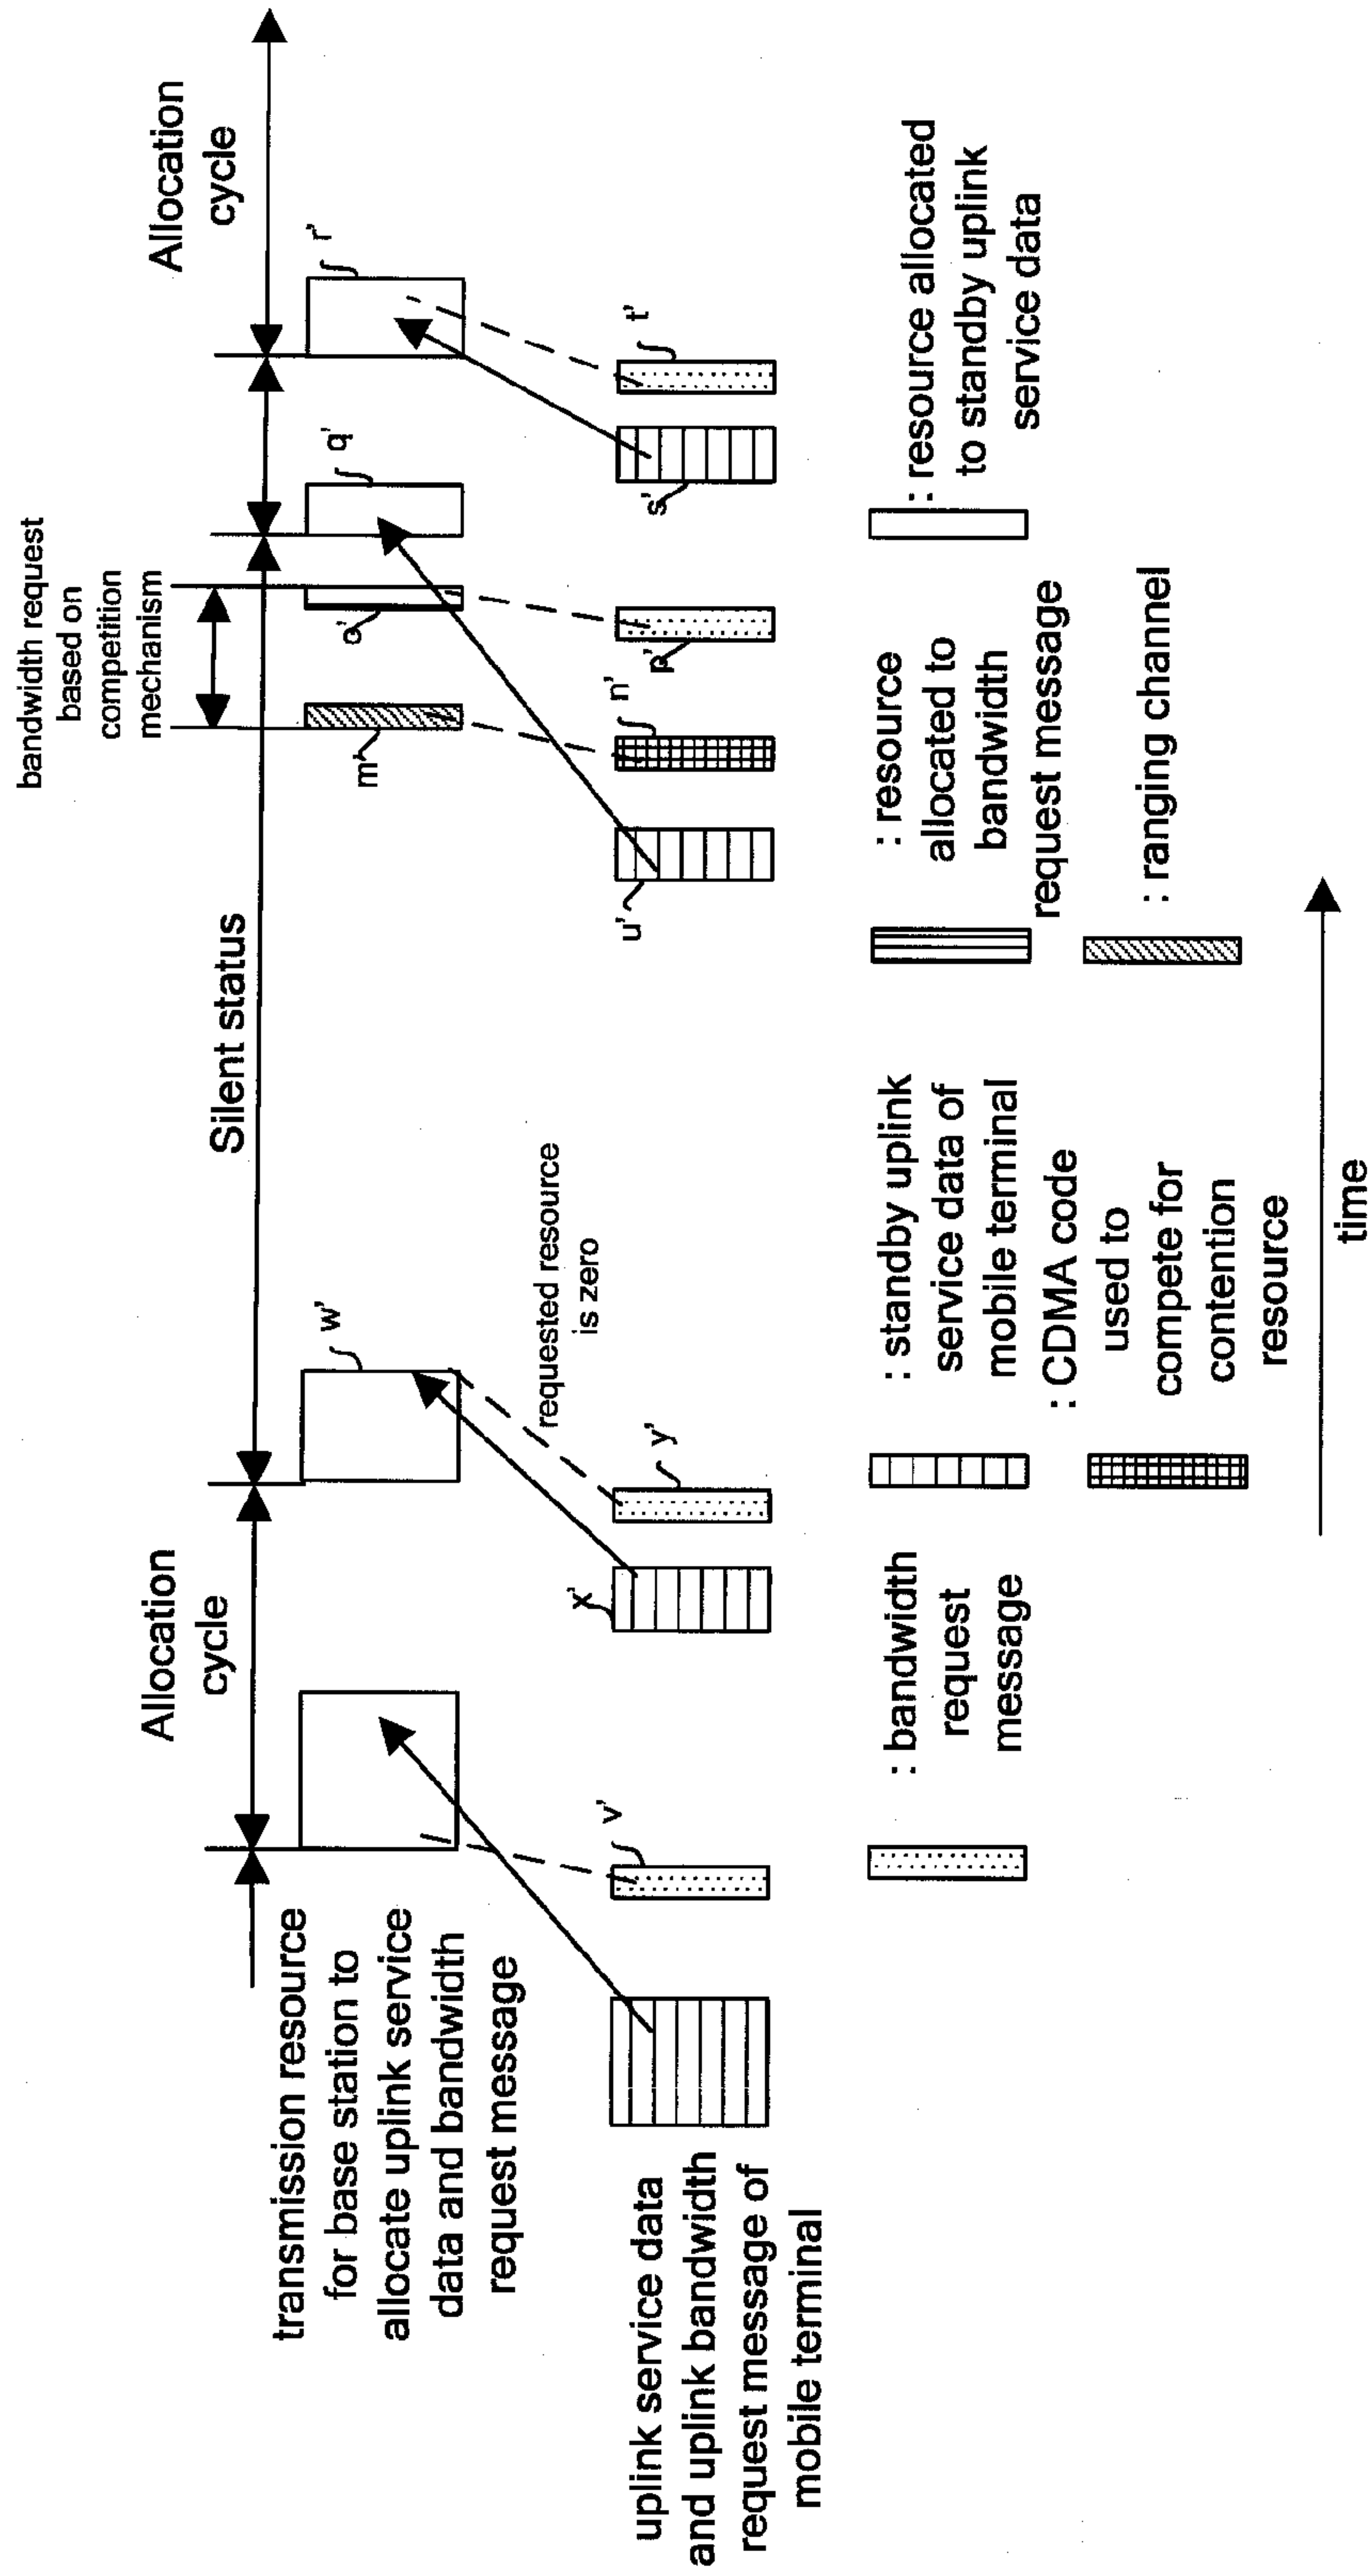 Allocation
cycle
Silent status
bandwidth request
based on
competition
mechanism
Allocation
cycle
transmission resource
for base station to
allocate uplink service
data and bandwidth
request message
w'
m'
o'
q'
r'
requested resource
is zero
uplink service data
and uplink bandwidth
request message of
mobile terminal
v'
x'
y'
u'
n'
p'
s'
t'
: bandwidth
request
message
: standby uplink
service data of
mobile terminal
: CDMA code
used to
compete for
contention
resource
: resource
allocated to
bandwidth
request message
: ranging channel
: resource allocated
to standby uplink
service data
time